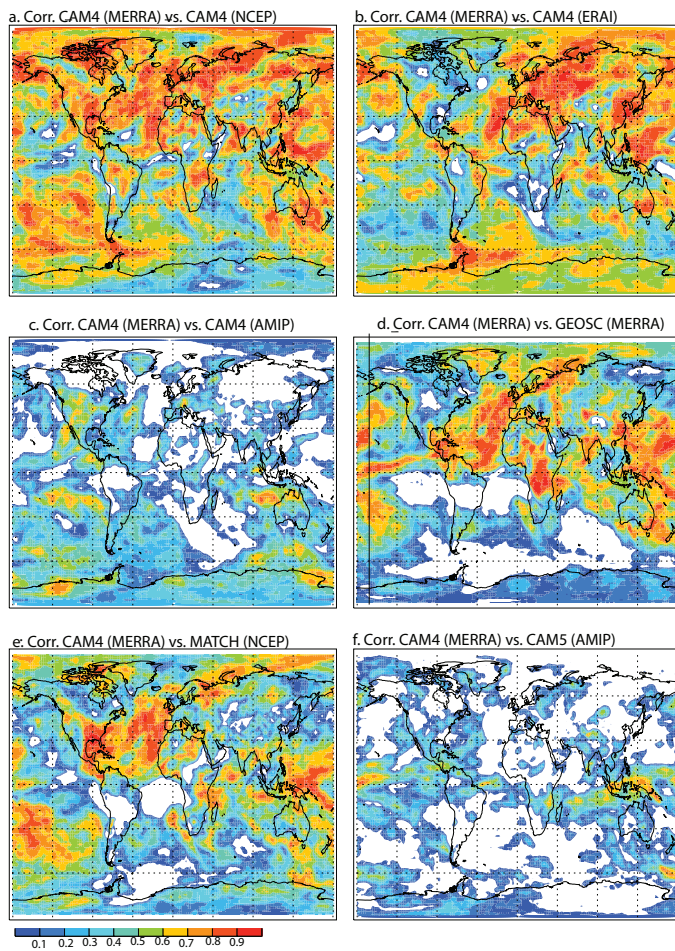 a. Corr. CAM4 (MERRA) vs. CAM4 (NCEP)
b. Corr. CAM4 (MERRA) vs. CAM4 (ERAI)
c. Corr. CAM4 (MERRA) vs. CAM4 (AMIP)
d. Corr. CAM4 (MERRA) vs. GEOSC (MERRA)
e. Corr. CAM4 (MERRA) vs. MATCH (NCEP)
f. Corr. CAM4 (MERRA) vs. CAM5 (AMIP)
0.1 0.2 0.3 0.4 0.5 0.6 0.7 0.8 0.9